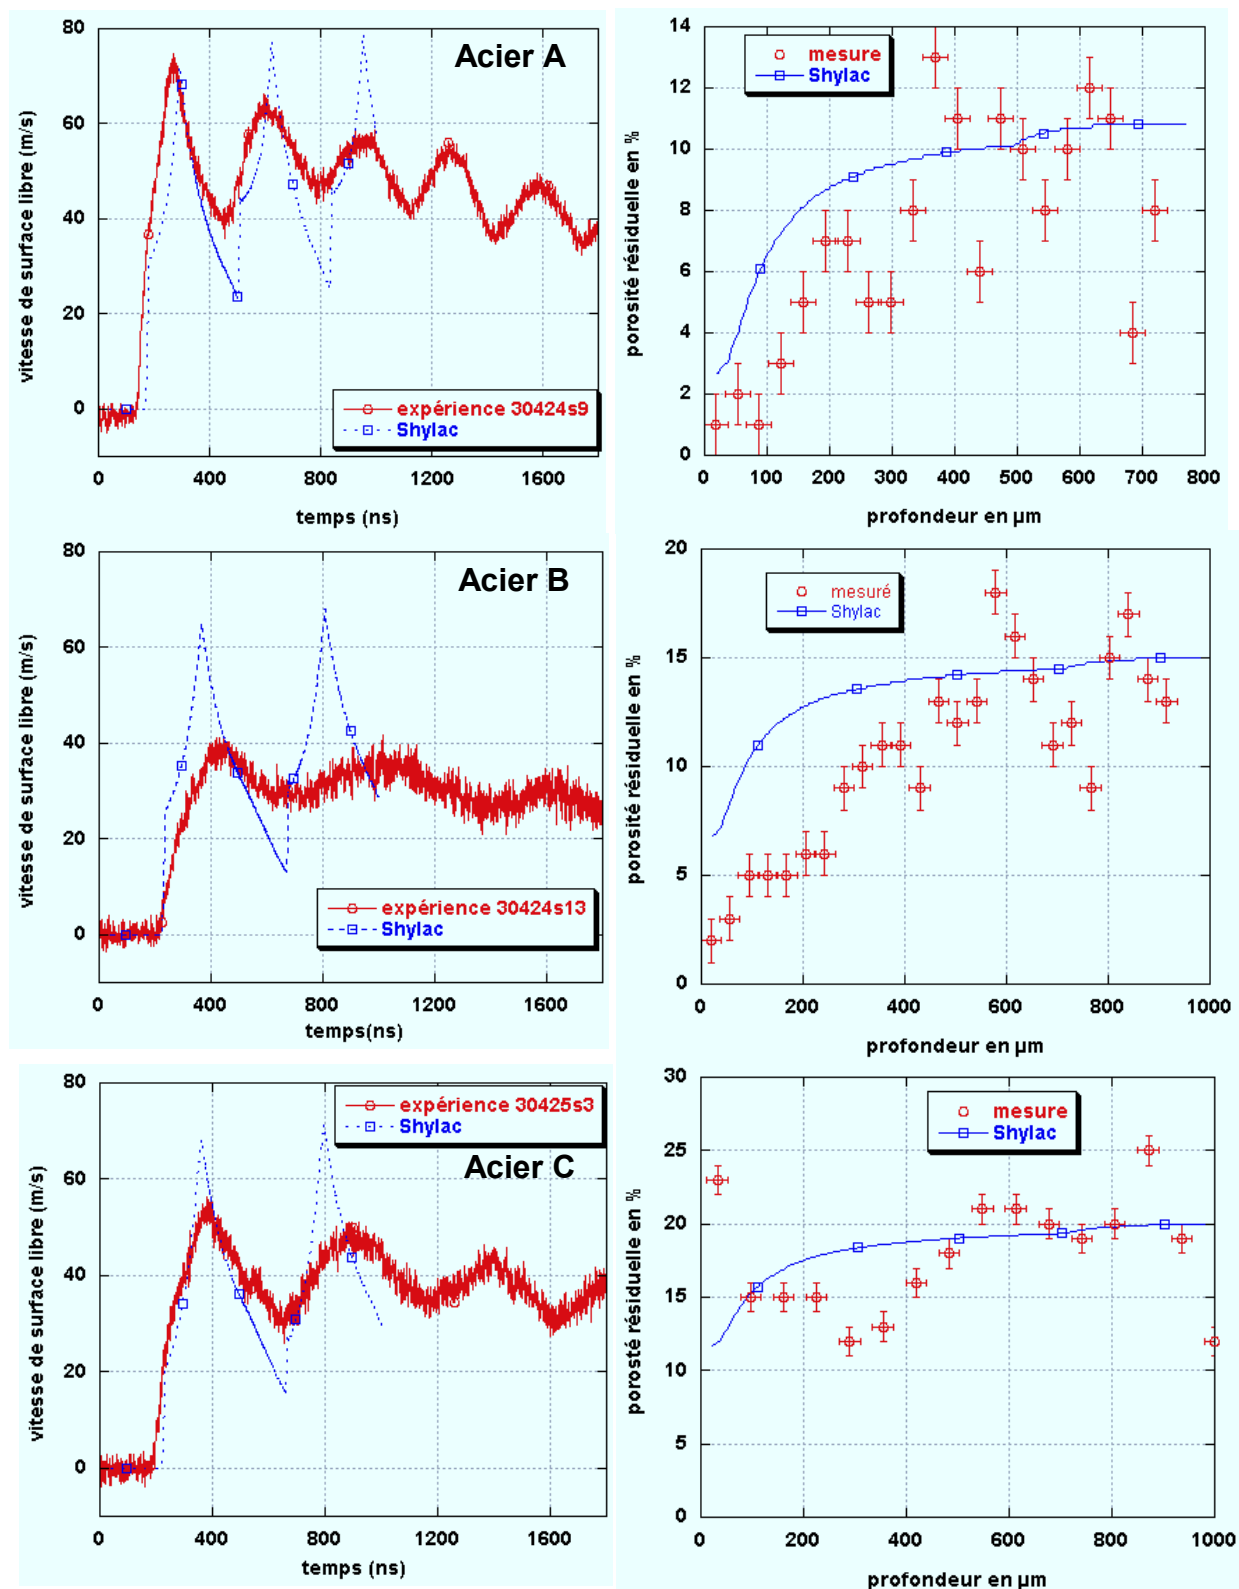 80
60
40
20
0
vitesse de surface libre (m/s)
Acier A
expérience 30424s9
Shylac
0
400
800
1200
1600
temps (ns)
14
12
10
8
6
4
2
0
porosité résiduelle en %
mesure
Shylac
0
100
200
300
400
500
600
700
800
profondeur en µm
80
60
40
20
0
vitesse de surface libre (m/s)
Acier B
expérience 30424s13
Shylac
0
400
800
1200
1600
temps(ns)
20
15
10
5
0
porosité résiduelle en %
mesuré
Shylac
0
200
400
600
800
1000
profondeur en µm
80
60
40
20
0
vitesse de surface libre (m/s)
expérience 30425s3
Shylac
Acier C
0
400
800
1200
1600
temps (ns)
30
25
20
15
10
5
0
porosté résiduelle en %
mesure
Shylac
0
200
400
600
800
1000
profondeur en µm